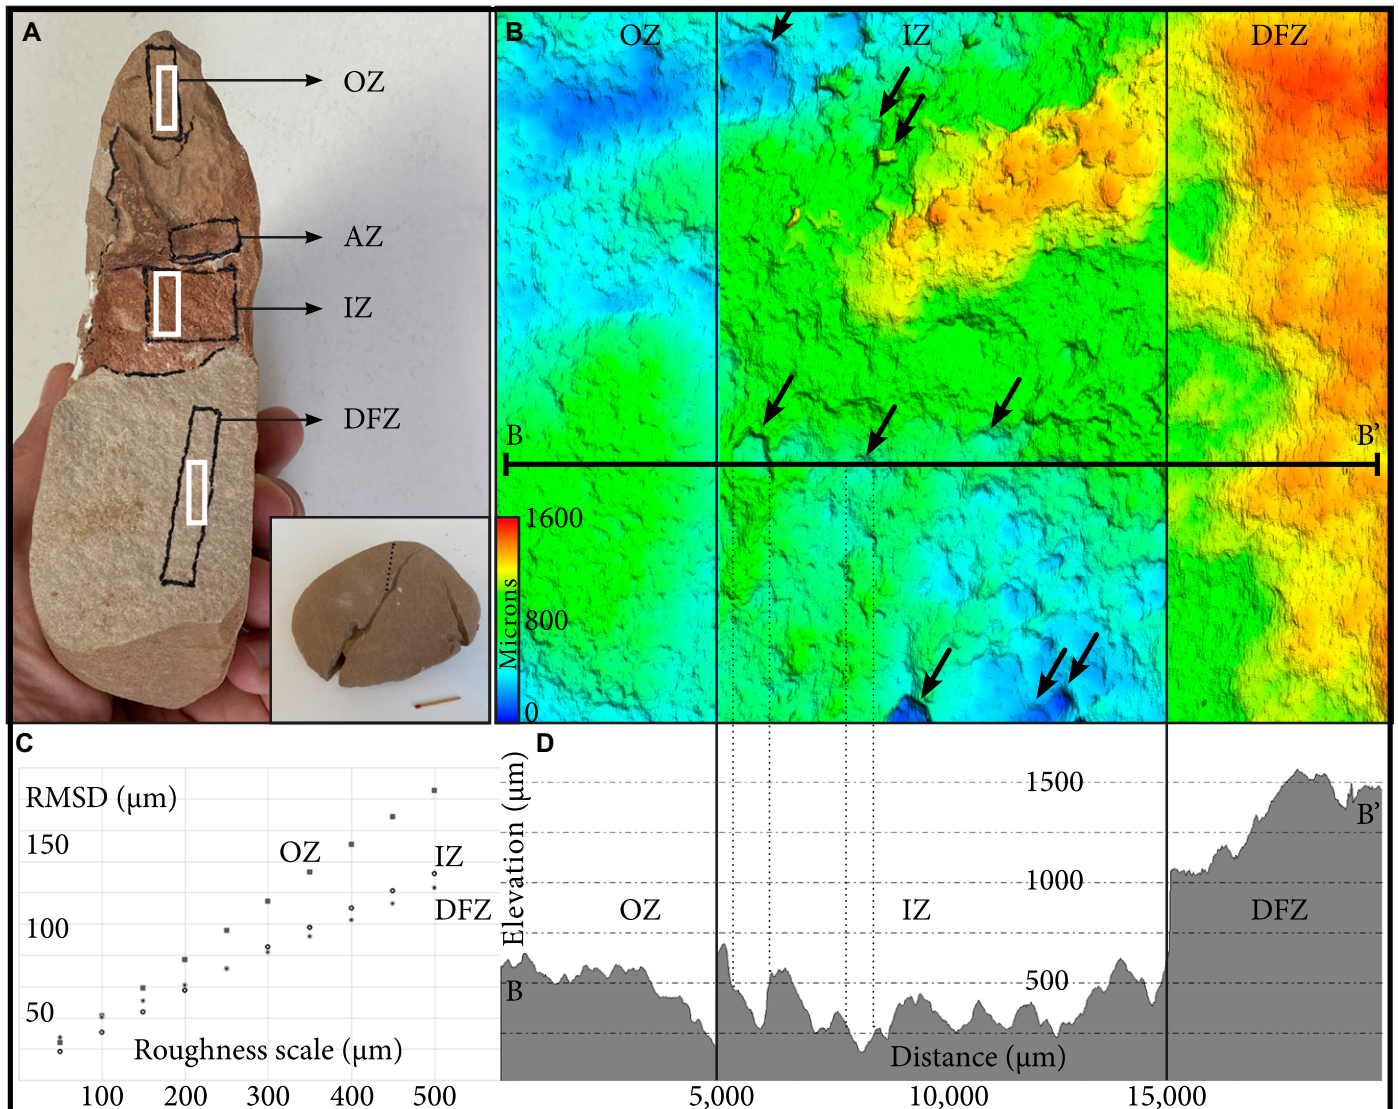 A
OZ
AZ
IZ
DFZ
B
OZ
IZ
DFZ
B
B’
1600
800
0
Microns
C
RMSD (µm)
150
100
50
OZ
IZ
DFZ
Roughness scale (µm)
100 200 300 400 500
D
Elevation (µm)
1500
1000
500
OZ
IZ
DFZ
B
B’
Distance (µm)
5,000 10,000 15,000